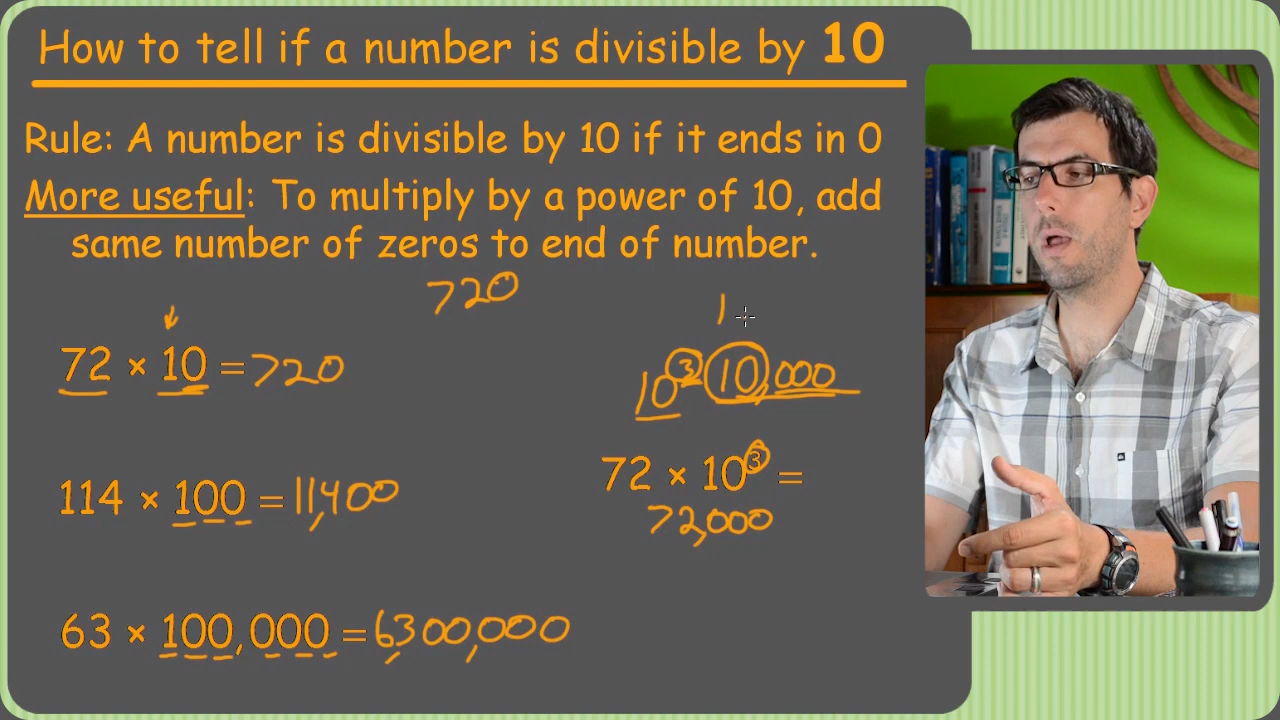 How to tell if a number is divisible by 10
Rule: A number is divisible by 10 if it ends in 0
More useful: To multiply by a power of 10, add
same number of zeros to end of number.
720
1
72 × 10 = 720
10³ 10,000
114 × 100 = 11,400
72 × 10³ =
72,000
63 × 100,000 = 6,300,000